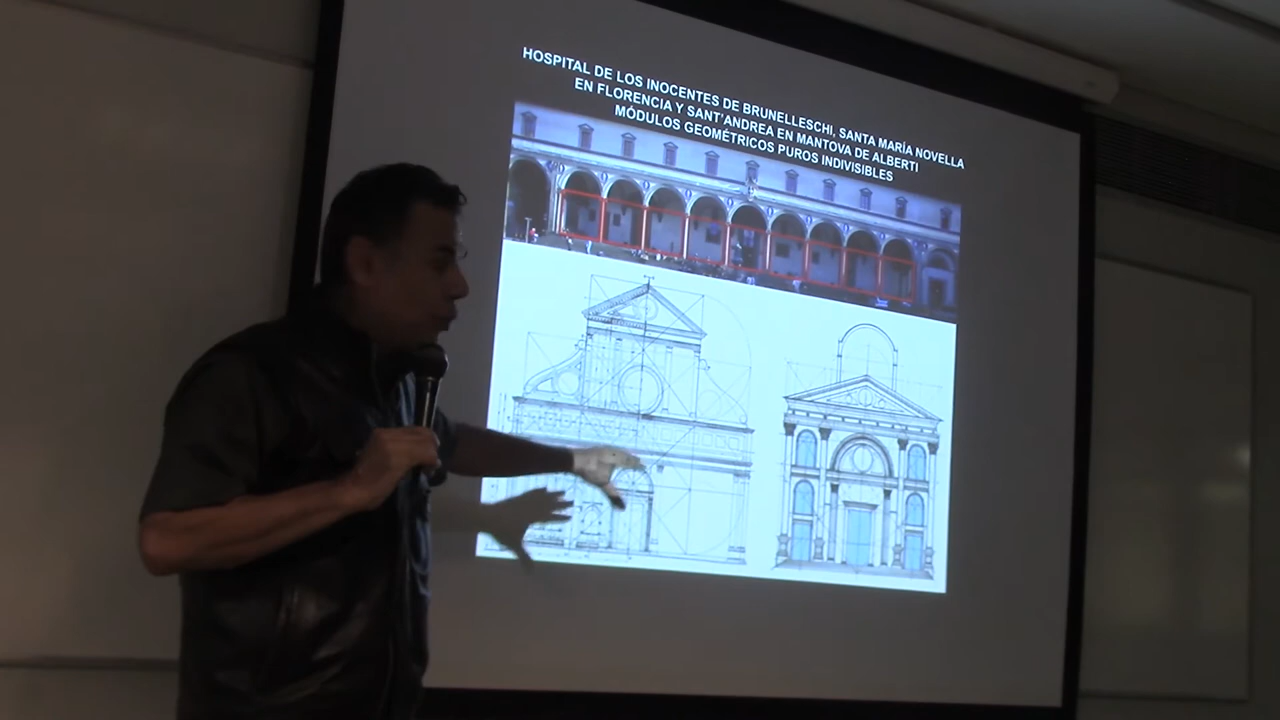 HOSPITAL DE LOS INOCENTES DE BRUNELLESCHI, SANTA MARÍA NOVELLA
EN FLORENCIA Y SANT'ANDREA EN MANTOVA DE ALBERTI
MÓDULOS GEOMÉTRICOS PUROS INDIVISIBLES